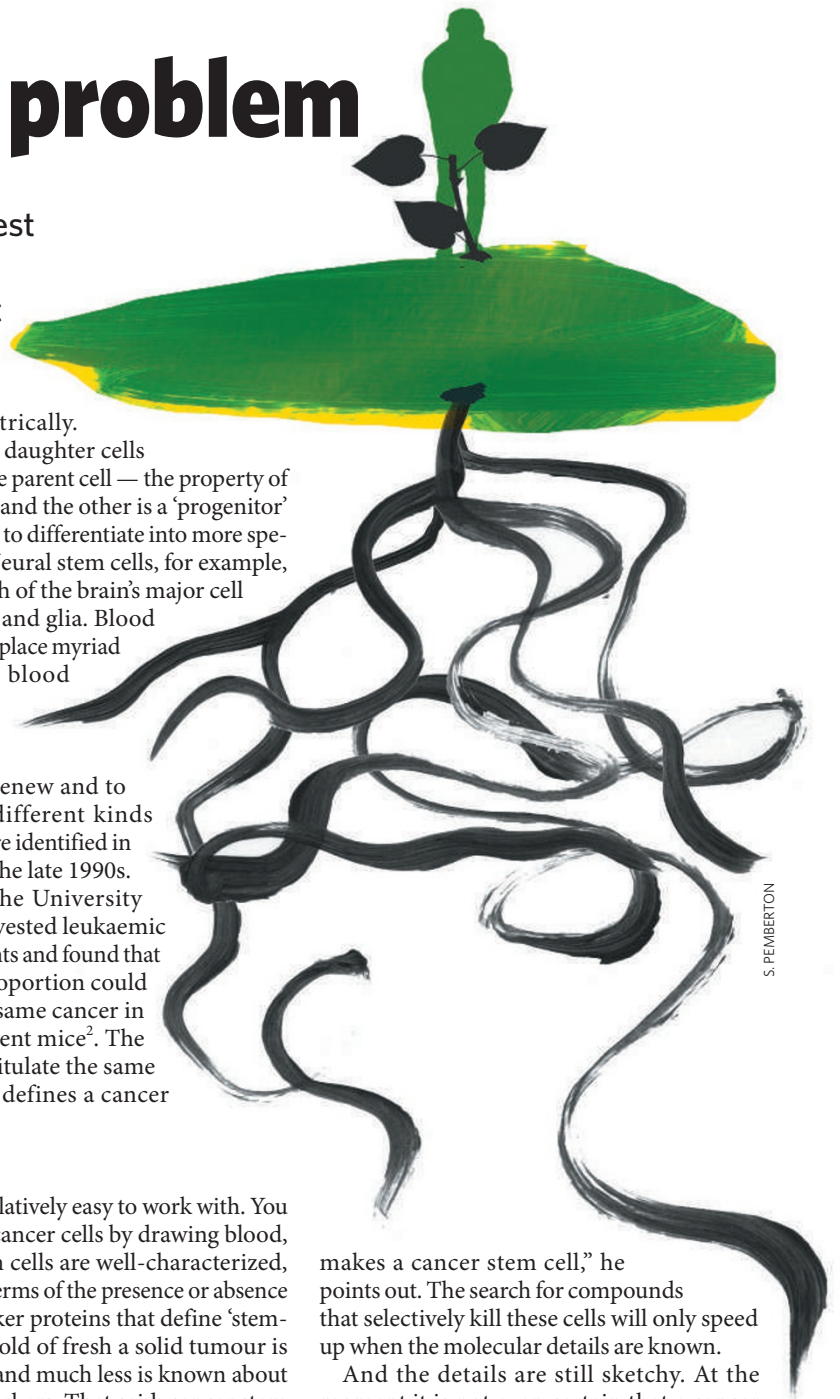 problem
est
trically.
daughter cells
e parent cell — the property of
and the other is a ‘progenitor’
to differentiate into more spe-
eural stem cells, for example,
h of the brain’s major cell
and glia. Blood
place myriad
blood
enew and to
different kinds
re identified in
he late 1990s.
he University
vested leukaemic
nts and found that
oportion could
same cancer in
ent mice2. The
itulate the same
defines a cancer
latively easy to work with. You
cancer cells by drawing blood,
n cells are well-characterized,
erms of the presence or absence
ker proteins that define ‘stem-
old of fresh a solid tumour is
and much less is known about
makes a cancer stem cell,” he
points out. The search for compounds
that selectively kill these cells will only speed
up when the molecular details are known.
And the details are still sketchy. At the
S. PEMBERTON